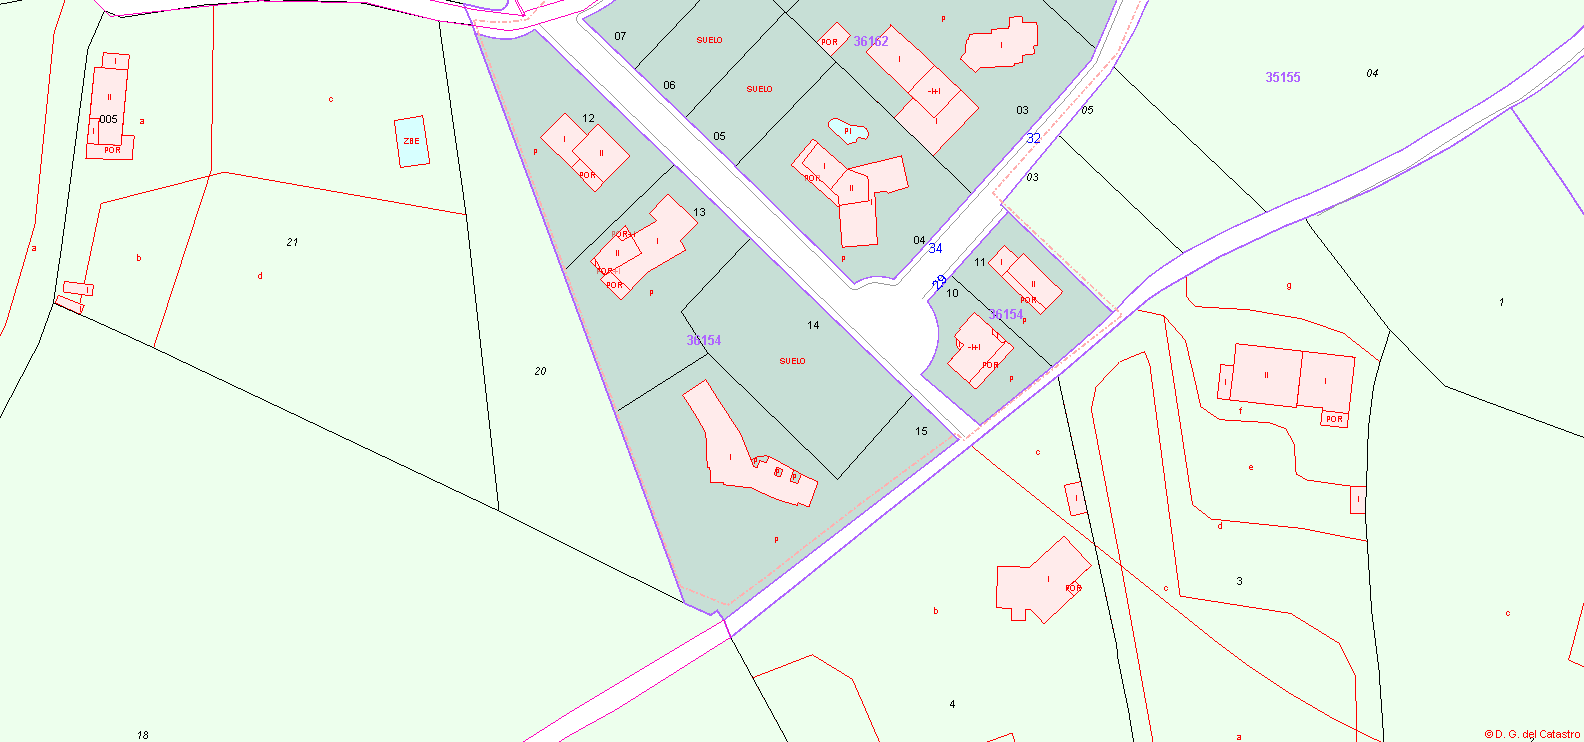 07
SUELO
POR
p
36162
I
I
04
35155
I
II
06
SUELO
-I+I
03
05
c
005
a
I
POR
ZBE
12
I
II
p
POR
05
I
PI
32
I
POR
II
I
03
13
21
POR+I
II
I
04
34
a
b
d
POR+I
POR
p
p
11
I
II
29
10
POR
p
g
I
I
36154
1
14
36154
-I+I
I
POR
p
SUELO
20
II
I
I
f
POR
15
c
e
I
p
I
I
d
p
I
POR
3
c
b
c
4
18
a
© D. G. del Catastro